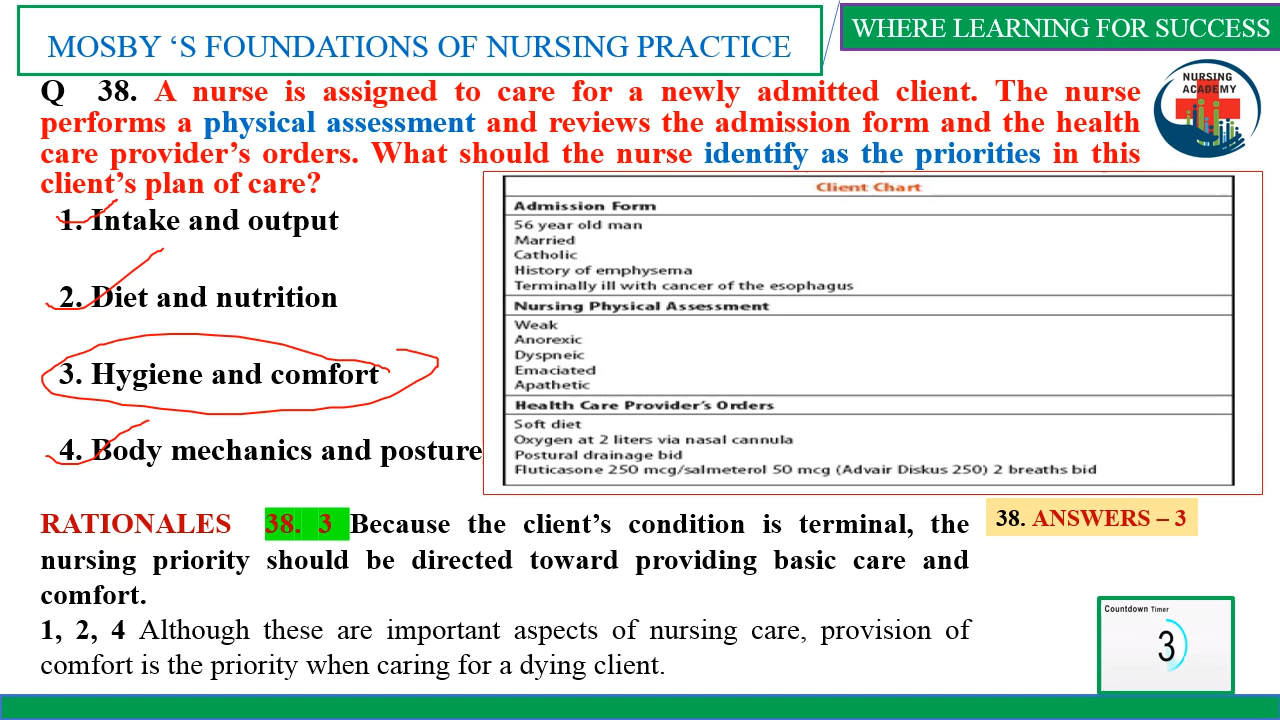 MOSBY ‘S FOUNDATIONS OF NURSING PRACTICE
WHERE LEARNING FOR SUCCESS
NURSING
ACADEMY
Q 38. A nurse is assigned to care for a newly admitted client. The nurse
performs a physical assessment and reviews the admission form and the health
care provider’s orders. What should the nurse identify as the priorities in this
client’s plan of care?
1. Intake and output
2. Diet and nutrition
3. Hygiene and comfort
4. Body mechanics and posture
Client Chart
Admission Form
56 year old man
Married
Catholic
History of emphysema
Terminally ill with cancer of the esophagus
Nursing Physical Assessment
Weak
Anorexic
Dyspneic
Emaciated
Apathetic
Health Care Provider’s Orders
Soft diet
Oxygen at 2 liters via nasal cannula
Postural drainage bid
Fluticasone 250 mcg/salmeterol 50 mcg (Advair Diskus 250) 2 breaths bid
RATIONALES 38. 3 Because the client’s condition is terminal, the
nursing priority should be directed toward providing basic care and
comfort.
1, 2, 4 Although these are important aspects of nursing care, provision of
comfort is the priority when caring for a dying client.
38. ANSWERS – 3
Countdown Timer
3